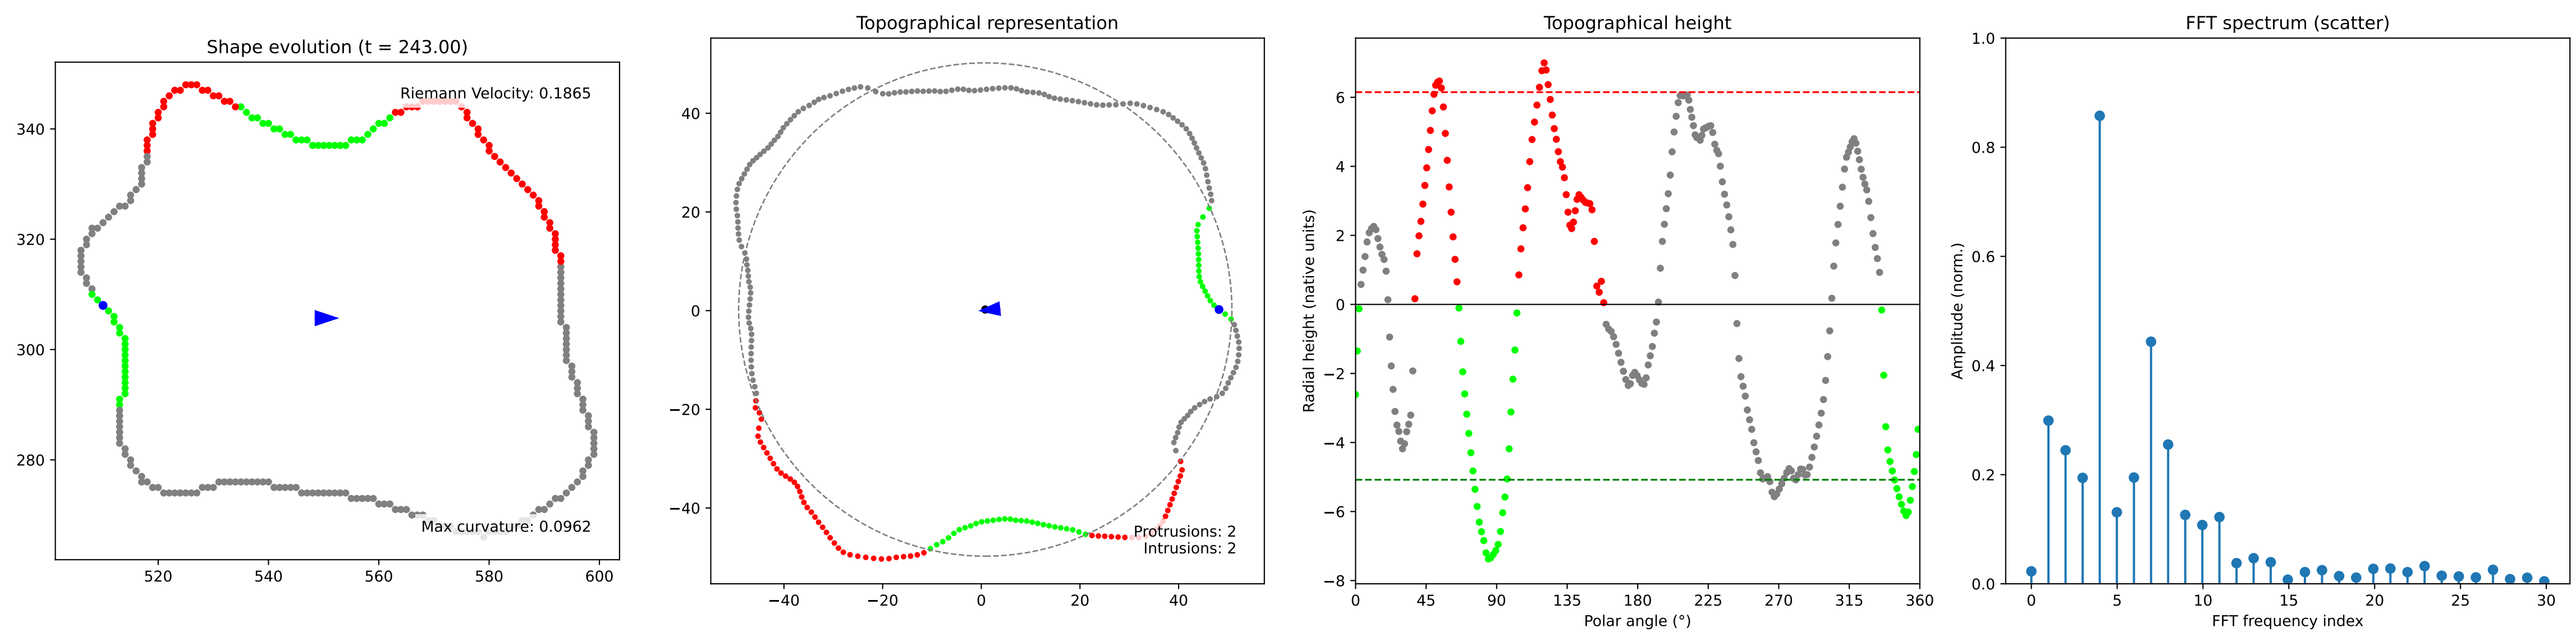 Shape evolution (t = 243.00)
Riemann Velocity: 0.1865
Max curvature: 0.0962
340
320
300
280
520 540 560 580 600
Topographical representation
Protrusions: 2
Intrusions: 2
40
20
0
−20
−40
−40 −20 0 20 40
Topographical height
Radial height (native units)
6
4
2
0
−2
−4
−6
−8
0 45 90 135 180 225 270 315 360
Polar angle (°)
FFT spectrum (scatter)
Amplitude (norm.)
1.0
0.8
0.6
0.4
0.2
0.0
0 5 10 15 20 25 30
FFT frequency index